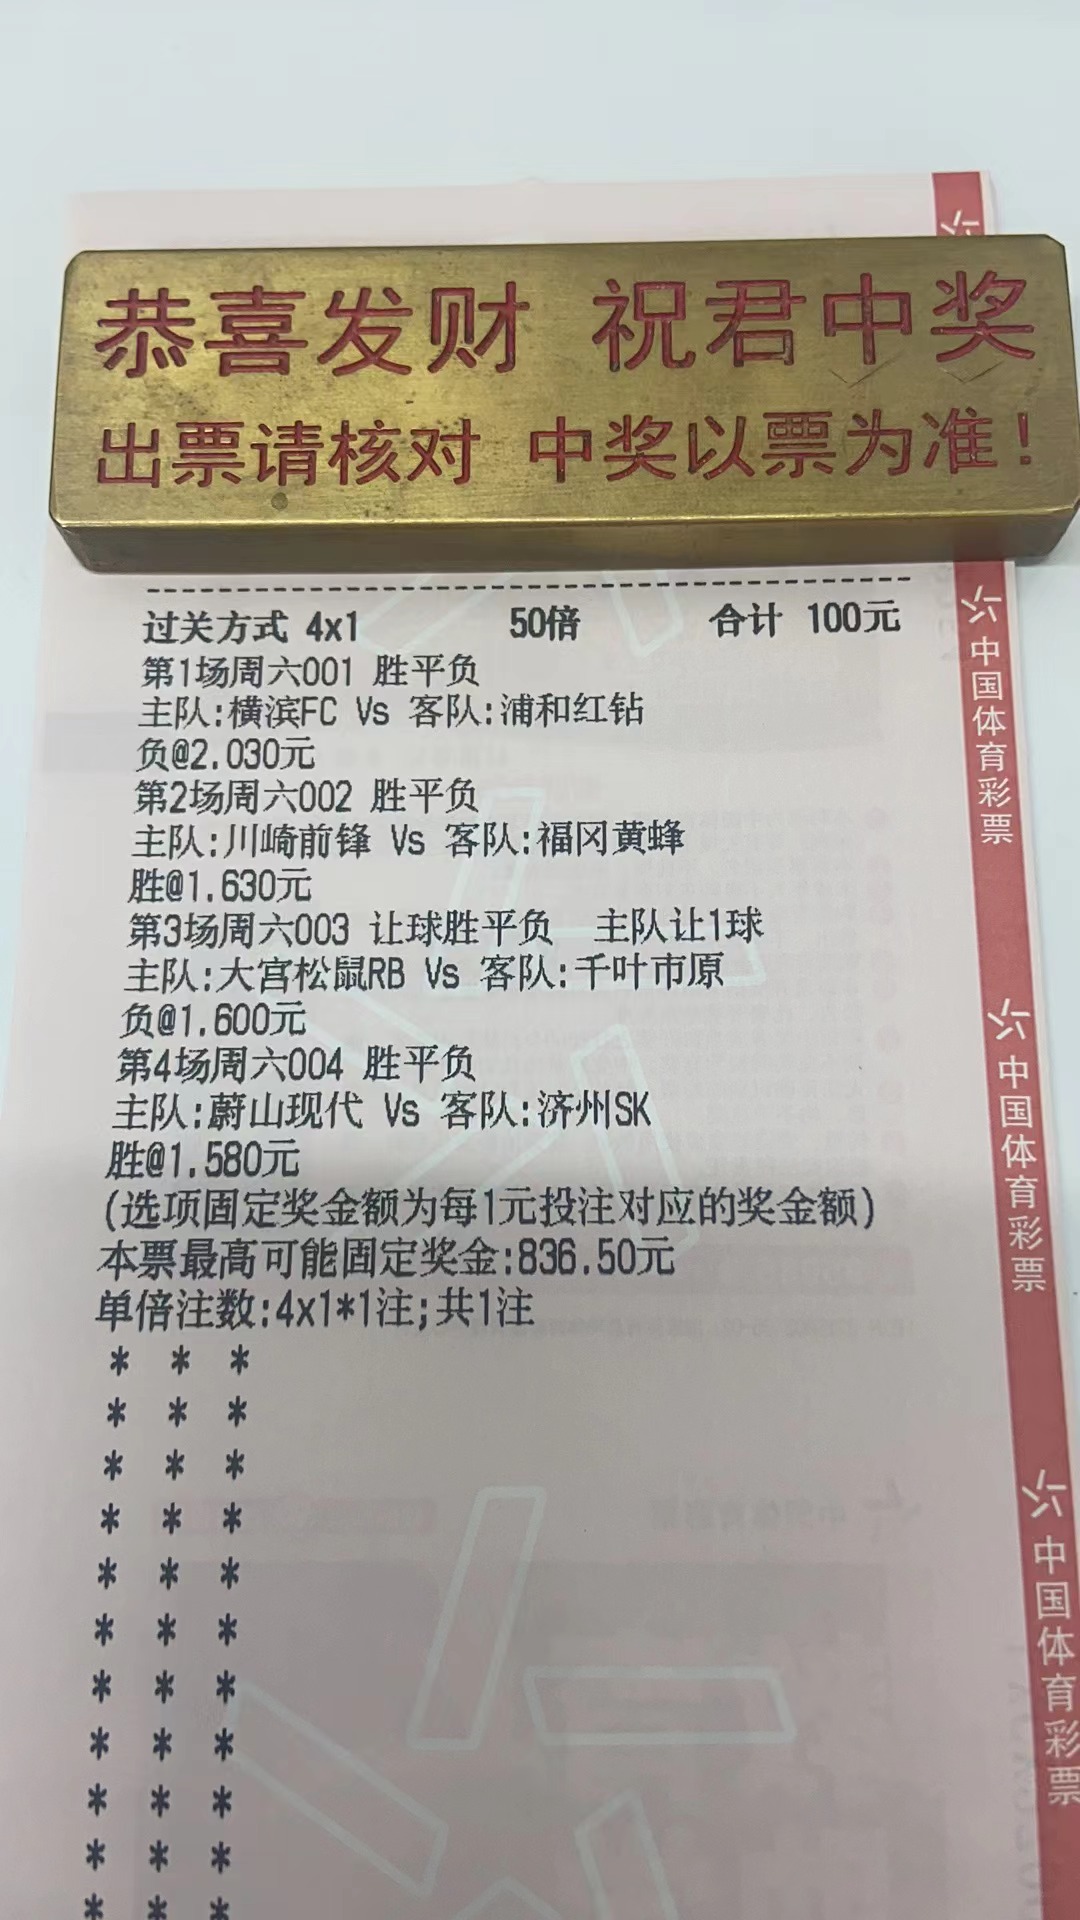 恭喜发财 祝君中奖
出票请核对 中奖以票为准!
过关方式 4x1 50倍 合计 100元
第1场周六001 胜平负
主队:横滨FC Vs 客队:浦和红钻
负@2.030元
第2场周六002 胜平负
主队:川崎前锋 Vs 客队:福冈黄蜂
胜@1.630元
第3场周六003 让球胜平负 主队让1球
主队:大宫松鼠RB Vs 客队:千叶市原
负@1.600元
第4场周六004 胜平负
主队:蔚山现代 Vs 客队:济州SK
胜@1.580元
(选项固定奖金额为每1元投注对应的奖金额)
本票最高可能固定奖金:836.50元
单倍注数:4x1*1注;共1注
* * *
* * *
* * *
* * *
* * *
* * *
* * *
* * *
* * *
* * *
* * *
中国体育彩票
中国体育彩票
中国体育彩票